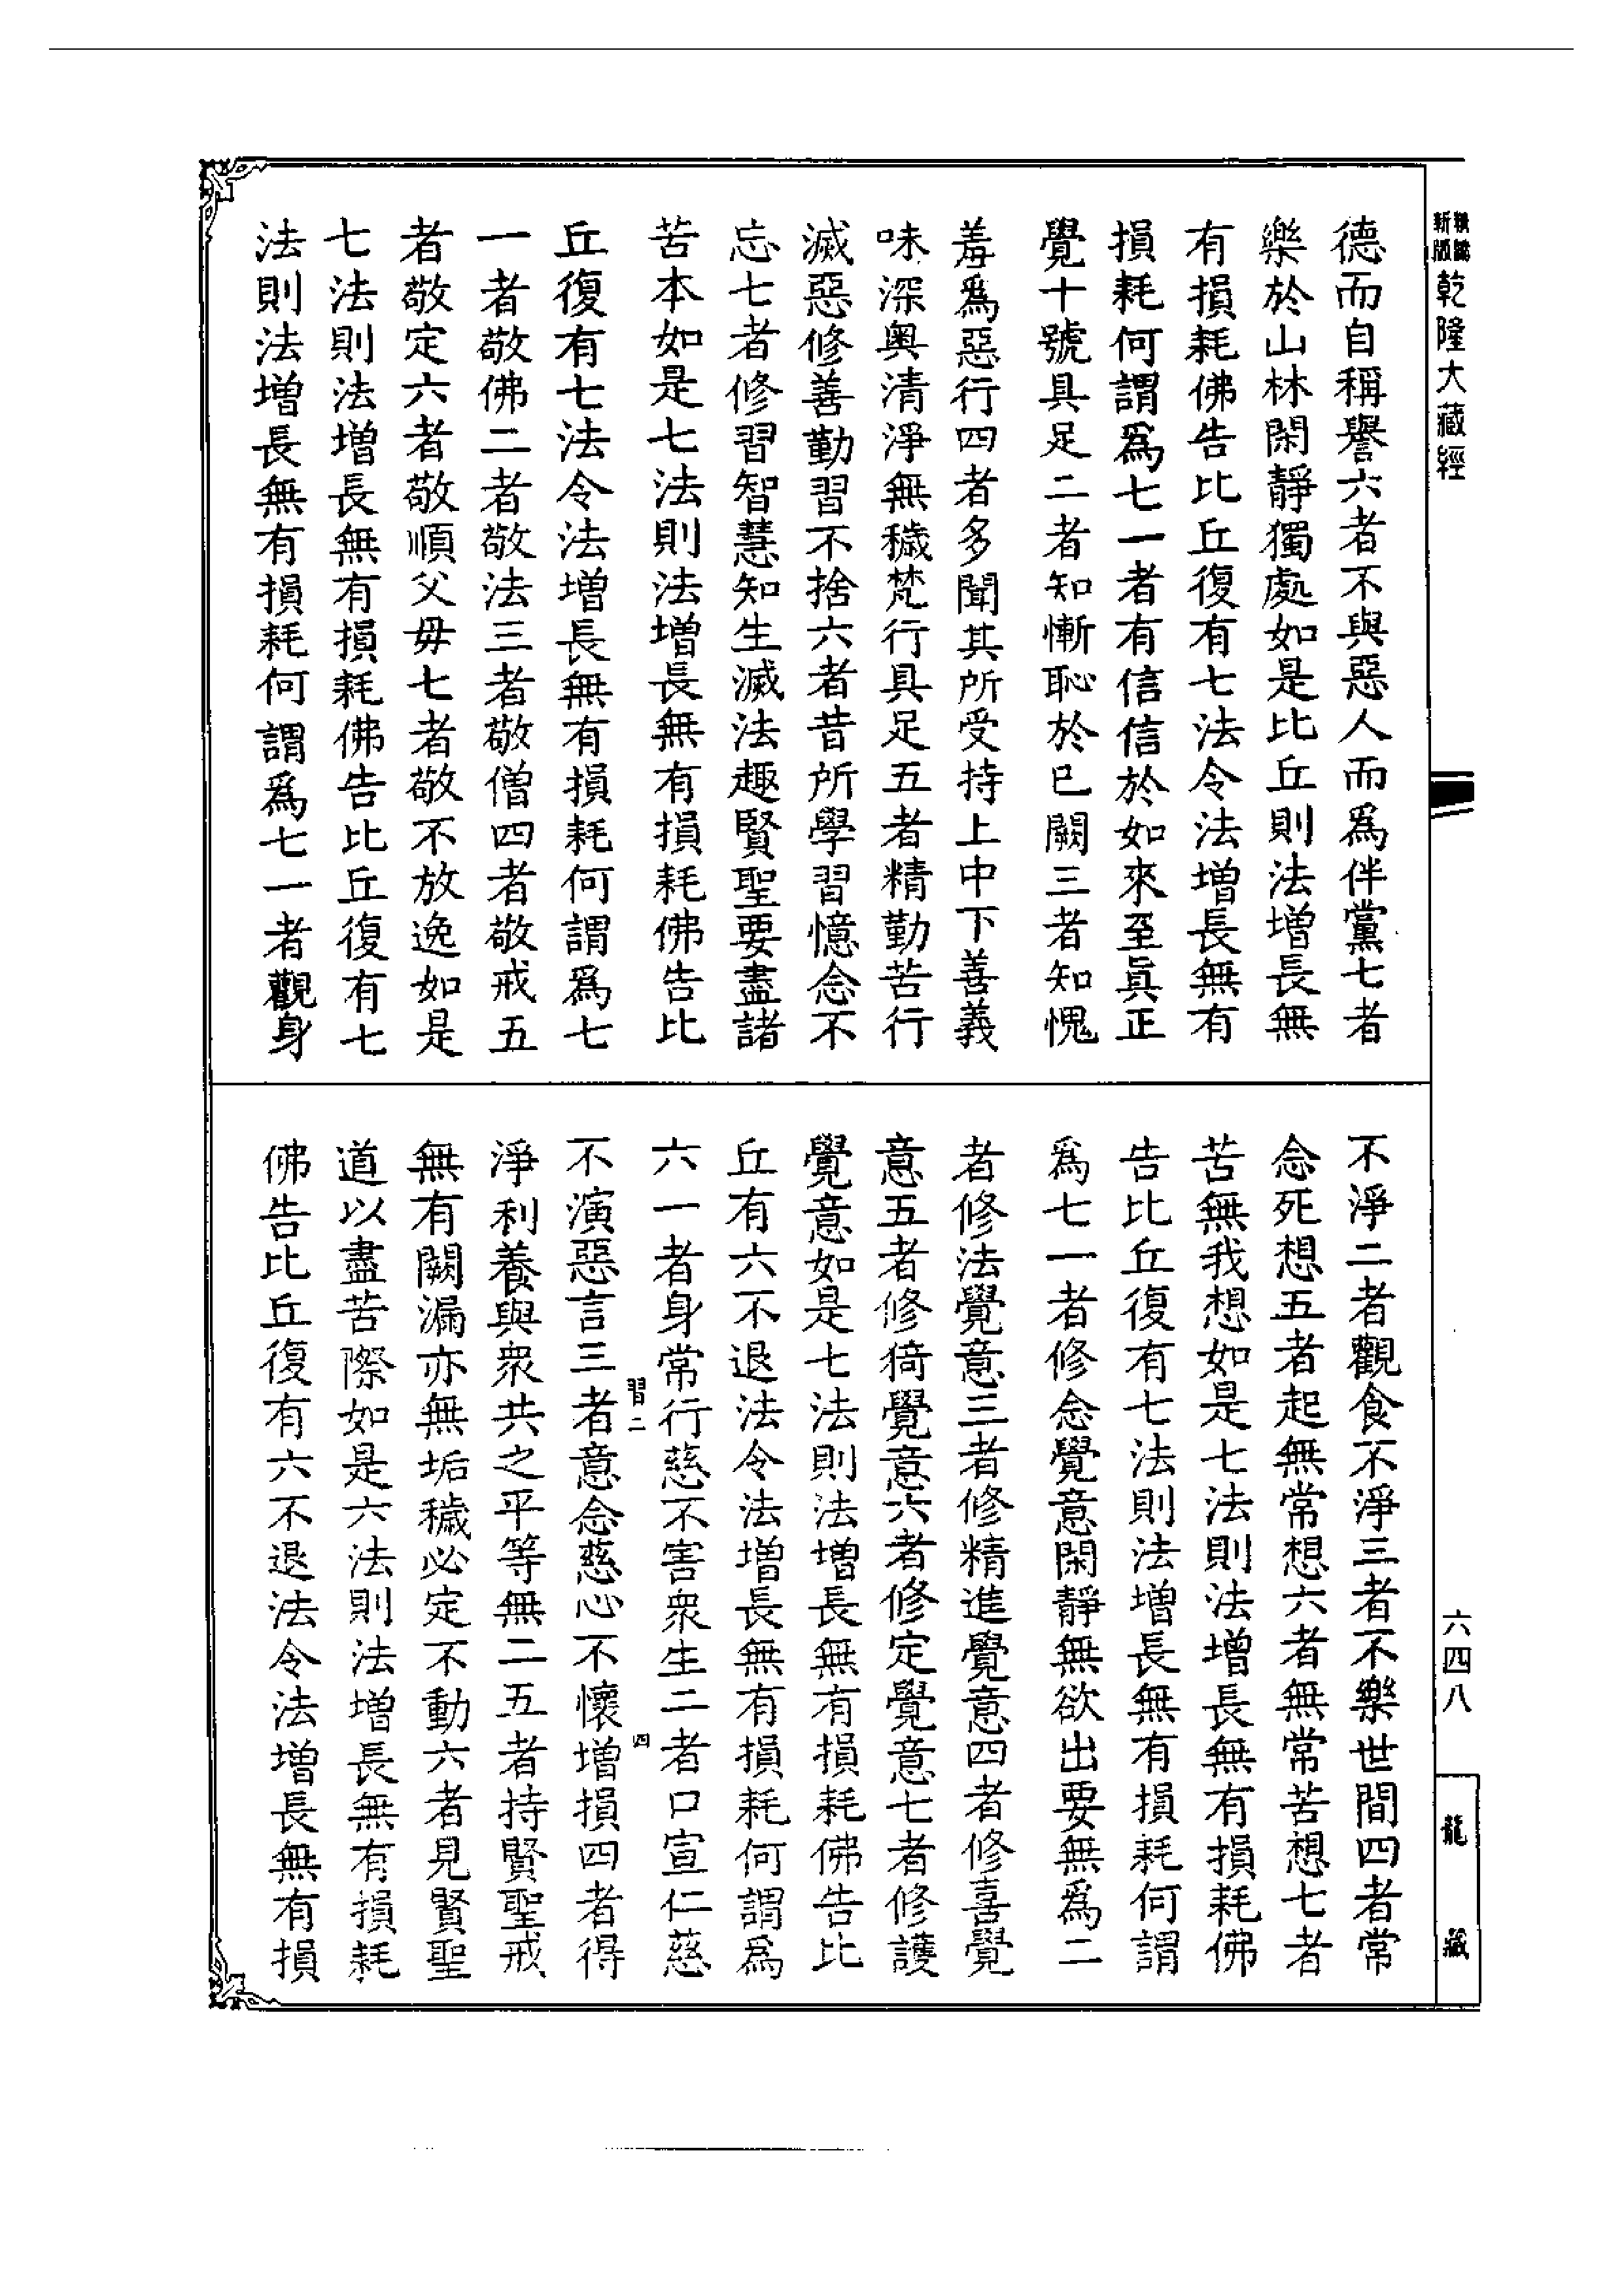 新版
乾隆大藏經
德而自稱譽六者不與惡人而爲伴黨七者
樂於山林閑靜獨處如是比丘則法增長無
有損耗佛告比丘復有七法令法增長無有
損耗何謂爲七一者有信信於如來至眞正
覺十號具足二者知慚恥於已闕三者知愧
羞爲惡行四者多聞其所受持上中下善義
味深奧清淨無穢梵行具足五者精勤苦行
滅惡修善勤習不捨六者昔所學習憶念不
忘七者修習智慧知生滅法趣賢聖要盡諸
苦本如是七法則法增長無有損耗佛告比
丘復有七法令法增長無有損耗何謂爲七
一者敬佛二者敬法三者敬僧四者敬戒五
者敬定六者敬順父毋七者敬不放逸如是
七法則法增長無有損耗佛告比丘復有七
法則法增長無有損耗何謂爲七一者觀身
不淨二者觀食不淨三者不樂世間四者常
念死想五者起無常想六者無常苦想七者
苦無我想如是七法則法增長無有損耗佛
告比丘復有七法則法增長無有損耗何謂
爲七一者修念覺意閑靜無欲出要無爲二
者修法覺意三者修精進覺意四者修喜覺
意五者修猗覺意六者修定覺意七者修護
覺意如是七法則法增長無有損耗佛告比
丘有六不退法令法增長無有損耗何謂爲
六一者身常行慈不害衆生二者口宣仁慈
習二
四
不演惡言三者意念慈心不懷增損四者得
淨利養與衆共之平等無二五者持賢聖戒
無有闕漏亦無垢穢必定不動六者見賢聖
道以盡苦際如是六法則法增長無有損耗
佛告比丘復有六不退法令法增長無有損
六四八
龍藏